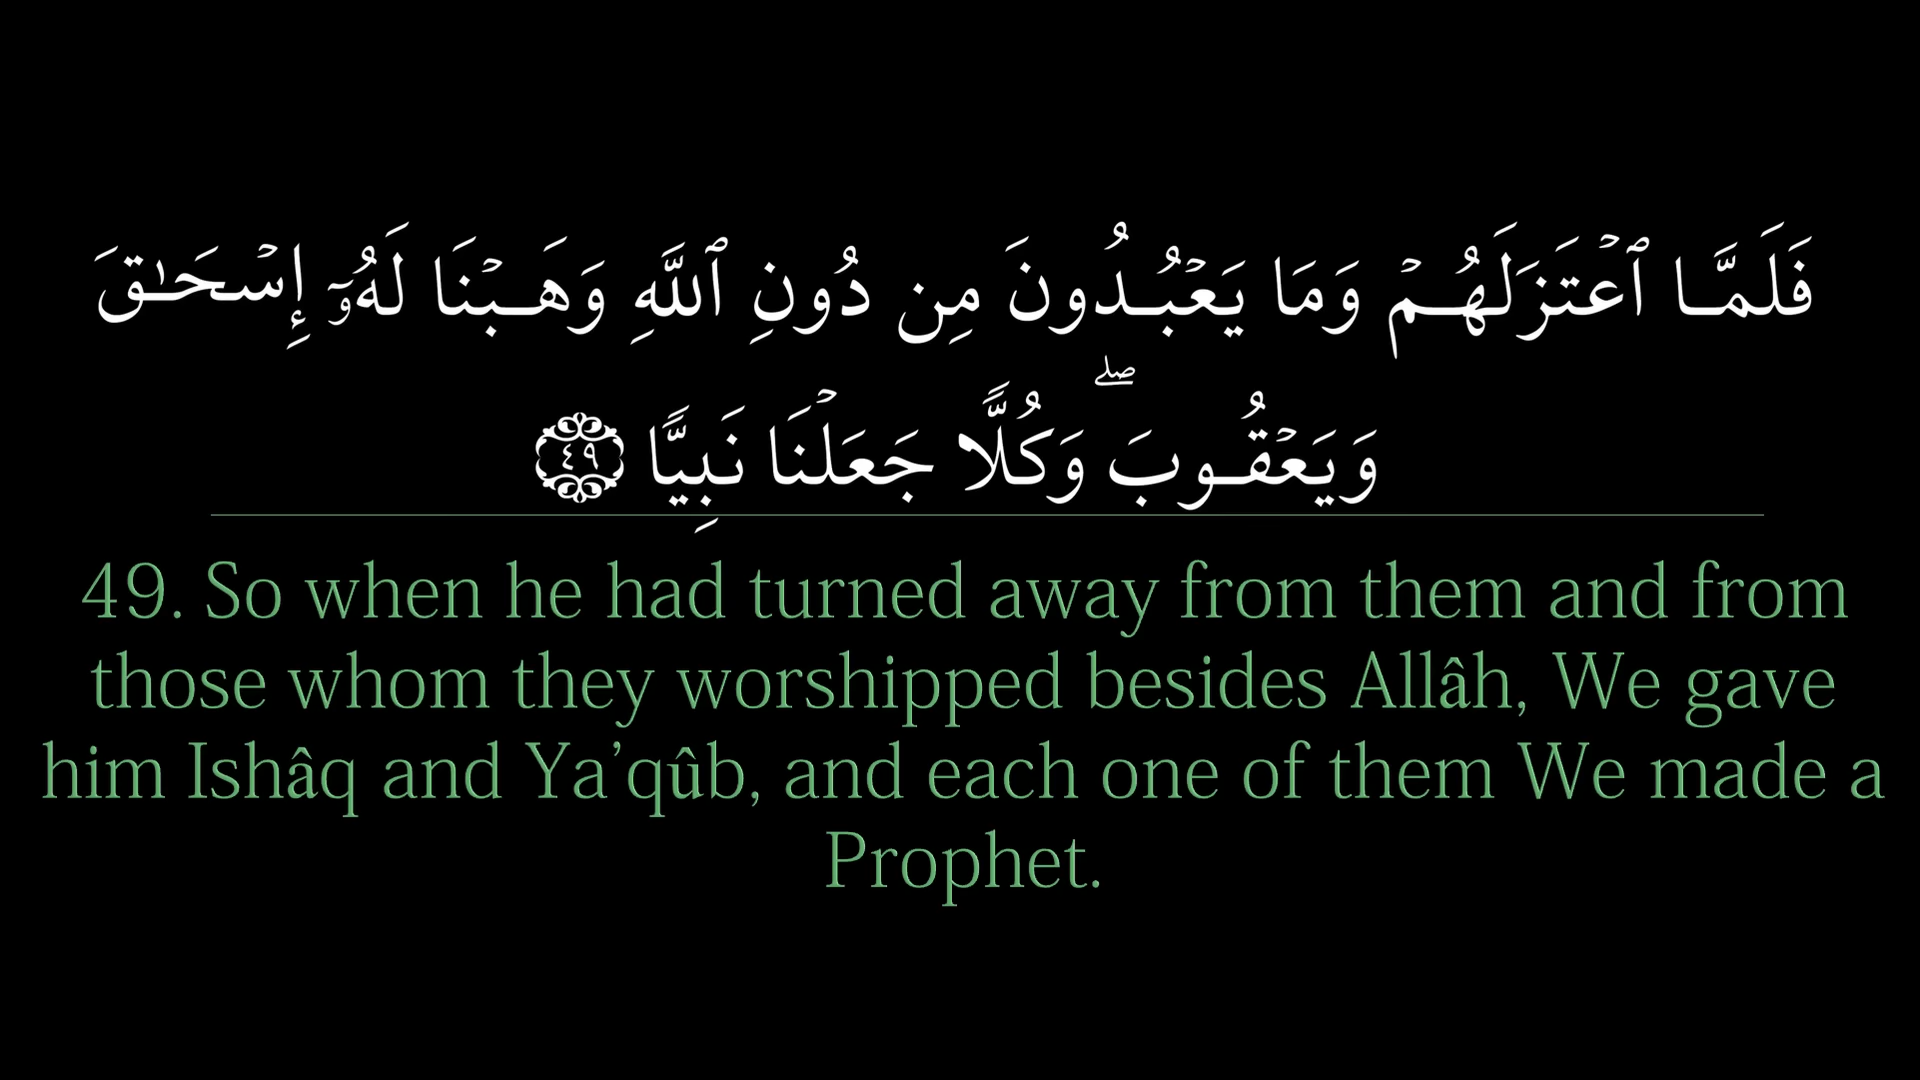 فَلَمَّا ٱعْتَزَلَهُمْ وَمَا يَعْبُدُونَ مِن دُونِ ٱللَّهِ وَهَبْنَا لَهُۥٓ إِسْحَـٰقَ
وَيَعْقُوبَ ۖ وَكُلًّا جَعَلْنَا نَبِيًّا ٤٩
49. So when he had turned away from them and from
those whom they worshipped besides Allâh, We gave
him Ishâq and Ya’qûb, and each one of them We made a
Prophet.